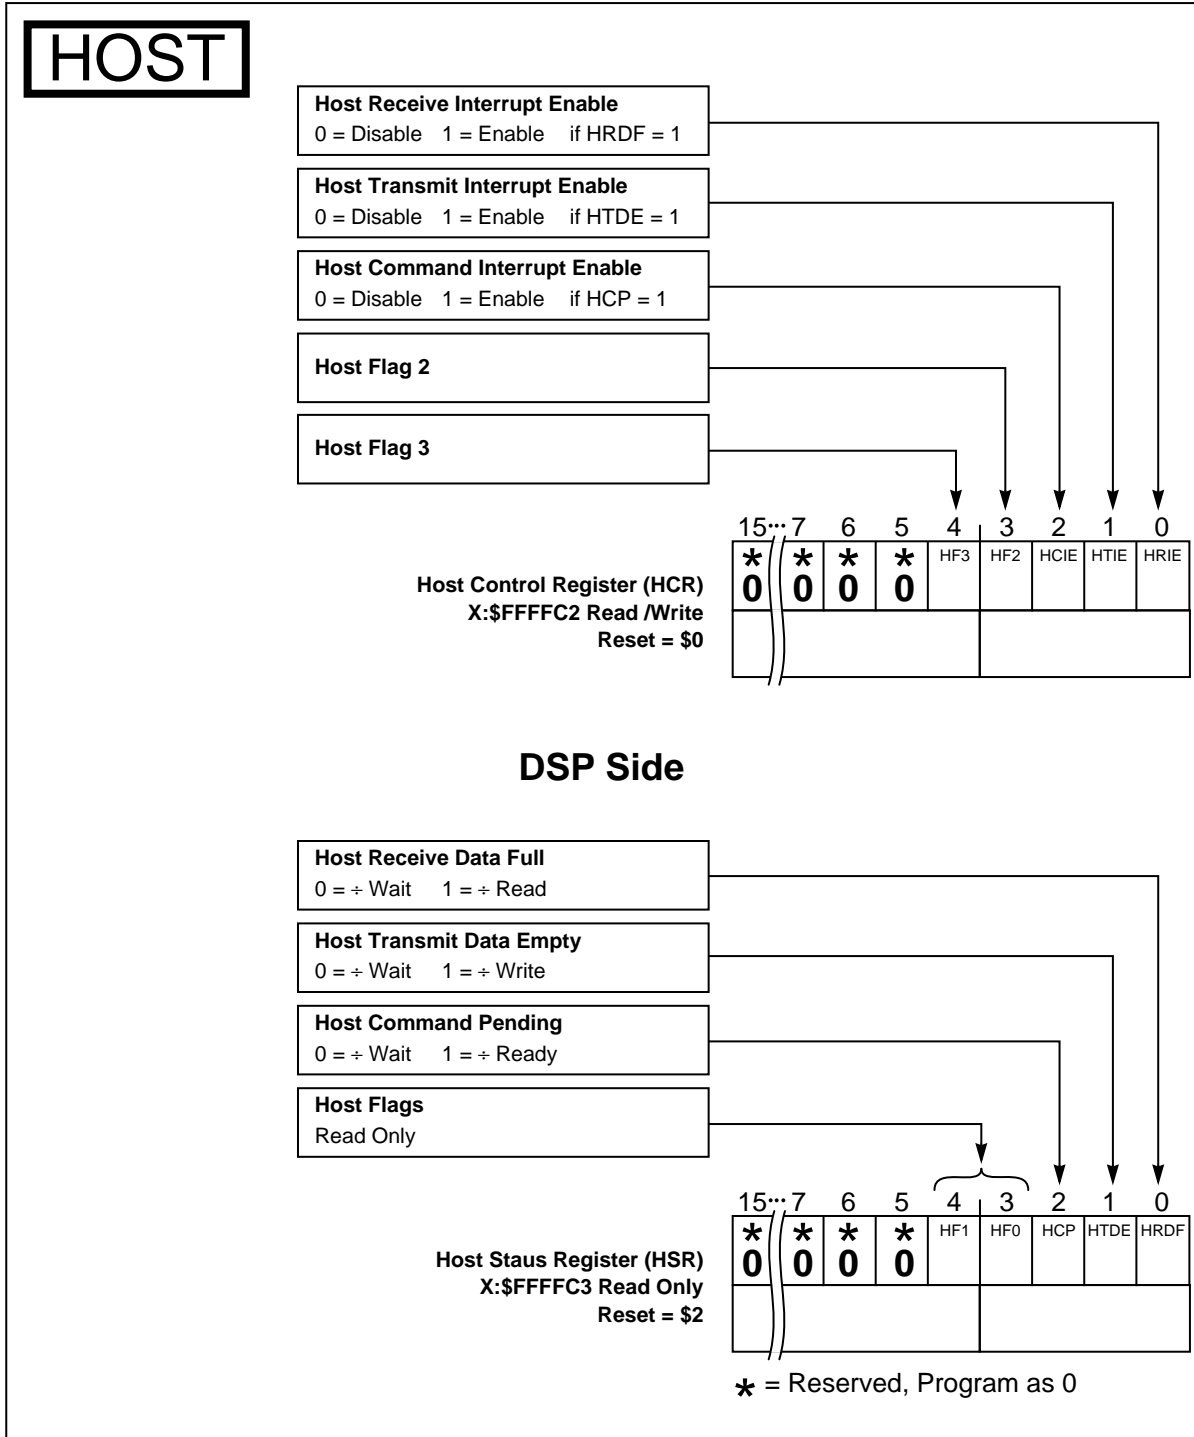 HOST
Host Receive Interrupt Enable
0 = Disable 1 = Enable if HRDF = 1
Host Transmit Interrupt Enable
0 = Disable 1 = Enable if HTDE = 1
Host Command Interrupt Enable
0 = Disable 1 = Enable if HCP = 1
Host Flag 2
Host Flag 3
15 ··· 7 6 5 4 3 2 1 0
* * * * HF3 HF2 HCIE HTIE HRIE
0 0 0 0
Host Control Register (HCR)
X:$FFFFC2 Read /Write
Reset = $0
DSP Side
Host Receive Data Full
0 = ÷ Wait 1 = ÷ Read
Host Transmit Data Empty
0 = ÷ Wait 1 = ÷ Write
Host Command Pending
0 = ÷ Wait 1 = ÷ Ready
Host Flags
Read Only
15 ··· 7 6 5 4 3 2 1 0
* * * * HF1 HF0 HCP HTDE HRDF
0 0 0 0
Host Staus Register (HSR)
X:$FFFFC3 Read Only
Reset = $2
* = Reserved, Program as 0